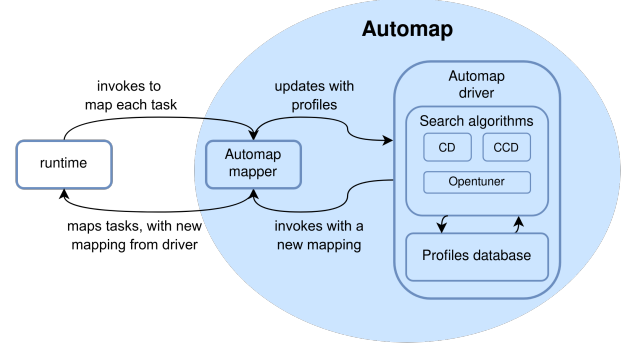 Automap
invokes to
map each task
updates with
profiles
Automap
driver
Search algorithms
CD
CCD
Opentuner
runtime
Automap
mapper
maps tasks, with new
mapping from driver
invokes with a
new mapping
Profiles database